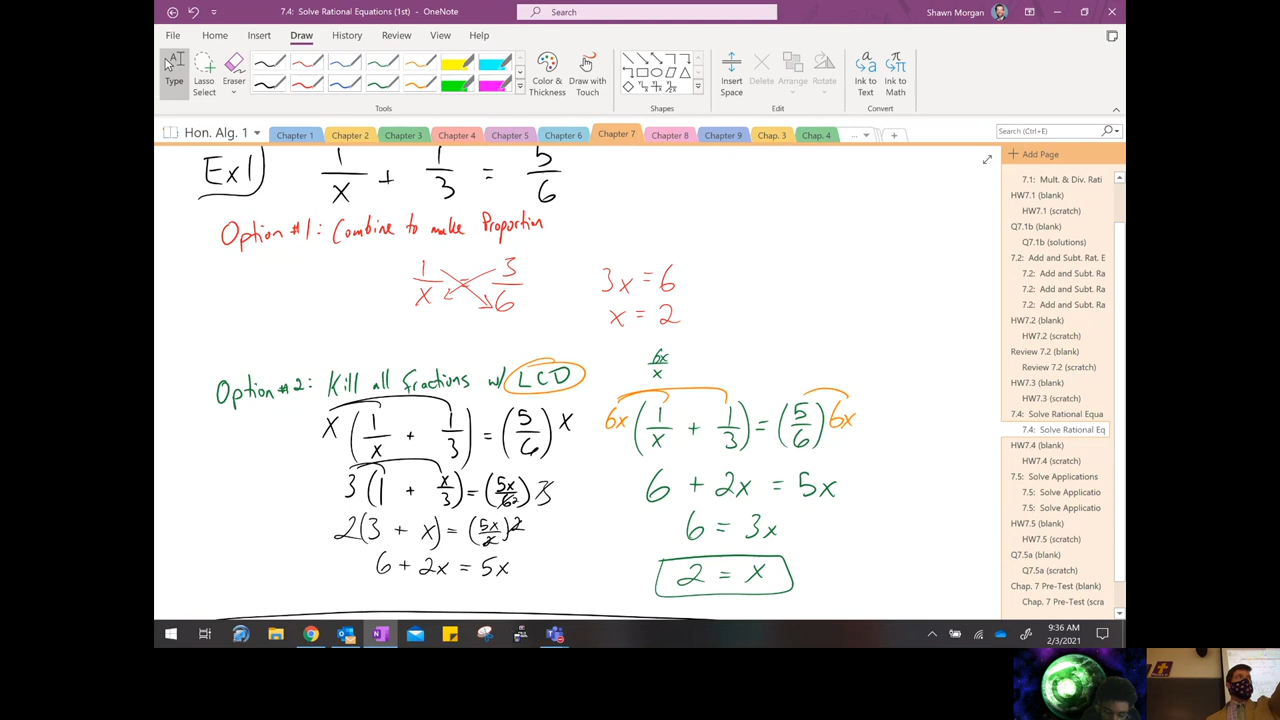 7.4: Solve Rational Equations (1st) - OneNote
Search
Shawn Morgan
File Home Insert Draw History Review View Help
Type
Lasso Select
Eraser
Color & Thickness
Draw with Touch
Insert Space
Delete
Arrange
Rotate
Ink to Text
Ink to Math
Tools
Shapes
Edit
Convert
Hon. Alg. 1
Chapter 1 Chapter 2 Chapter 3 Chapter 4 Chapter 5 Chapter 6 Chapter 7 Chapter 8 Chapter 9 Chap. 3 Chap. 4 ...
Search (Ctrl+E)
Ex1) 1/x + 1/3 = 5/6
Option #1: Combine to make Proportion
1/x = 3/6
3x = 6
x = 2
6x/x
Option #2: Kill all fractions w/ LCD
x(1/x + 1/3) = (5/6)x
3(1 + x/3) = (5x/6 2)3
2(3 + x) = (5x/2)2
6 + 2x = 5x
6x(1/x + 1/3) = (5/6)6x
6 + 2x = 5x
6 = 3x
2 = x
Add Page
7.1: Mult. & Div. Rati
HW7.1 (blank)
HW7.1 (scratch)
Q7.1b (blank)
Q7.1b (solutions)
7.2: Add and Subt. Rat. E
7.2: Add and Subt. Ra
7.2: Add and Subt. Ra
7.2: Add and Subt. Ra
HW7.2 (blank)
HW7.2 (scratch)
Review 7.2 (blank)
Review 7.2 (scratch)
HW7.3 (blank)
HW7.3 (scratch)
7.4: Solve Rational Equa
7.4: Solve Rational Eq
HW7.4 (blank)
HW7.4 (scratch)
7.5: Solve Applications
7.5: Solve Applicatio
7.5: Solve Applicatio
HW7.5 (blank)
HW7.5 (scratch)
Q7.5a (blank)
Q7.5a (scratch)
Chap. 7 Pre-Test (blank)
Chap. 7 Pre-Test (scra
9:36 AM
2/3/2021